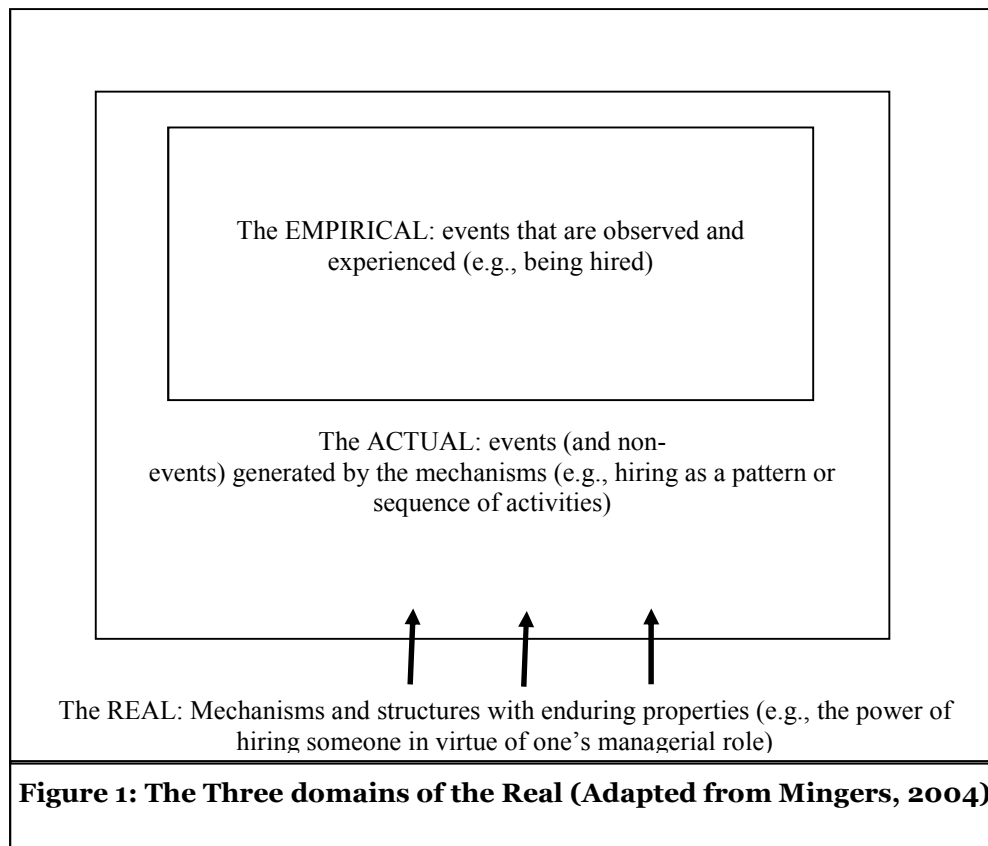 The EMPIRICAL: events that are observed and
experienced (e.g., being hired)
The ACTUAL: events (and non-
events) generated by the mechanisms (e.g., hiring as a pattern or
sequence of activities)
The REAL: Mechanisms and structures with enduring properties (e.g., the power of
hiring someone in virtue of one’s managerial role)
Figure 1: The Three domains of the Real (Adapted from Mingers, 2004)